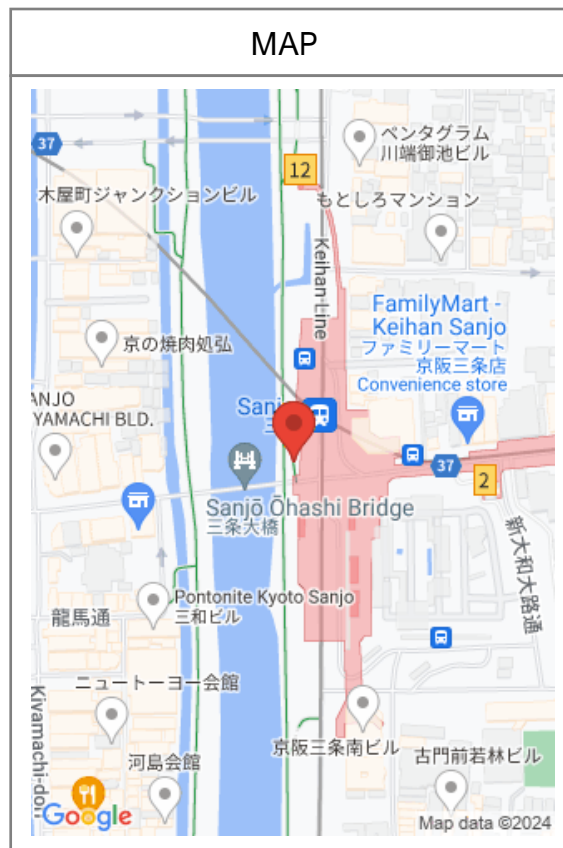 MAP
37
ペンタグラム
川端御池ビル
12
木屋町ジャンクションビル
もとしろマンション
Keihan Line
FamilyMart -
Keihan Sanjo
ファミリーマート
京阪三条店
Convenience store
京の焼肉処弘
ANJO
YAMACHI BLD.
Sanj
三
37
2
Sanjō Ōhashi Bridge
三条大橋
新大和大路通
Pontonite Kyoto Sanjo
三和ビル
龍馬通
ニュートーヨー会館
Kiyamachi-dori
河島会館
京阪三条南ビル
古門前若林ビル
Google
Map data ©2024